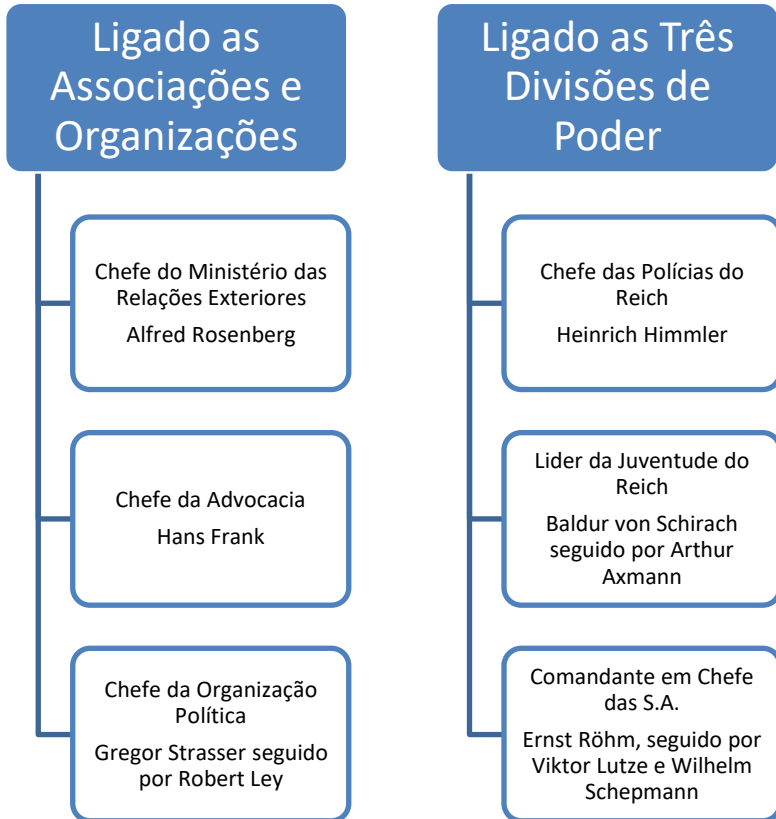 Ligado as
Associações e
Organizações
Chefe do Ministério das
Relações Exteriores
Alfred Rosenberg
Chefe da Advocacia
Hans Frank
Chefe da Organização
Política
Gregor Strasser seguido
por Robert Ley
Ligado as Três
Divisões de
Poder
Chefe das Polícias do
Reich
Heinrich Himmler
Lider da Juventude do
Reich
Baldur von Schirach
seguido por Arthur
Axmann
Comandante em Chefe
das S.A.
Ernst Röhm, seguido por
Viktor Lutze e Wilhelm
Schepmann